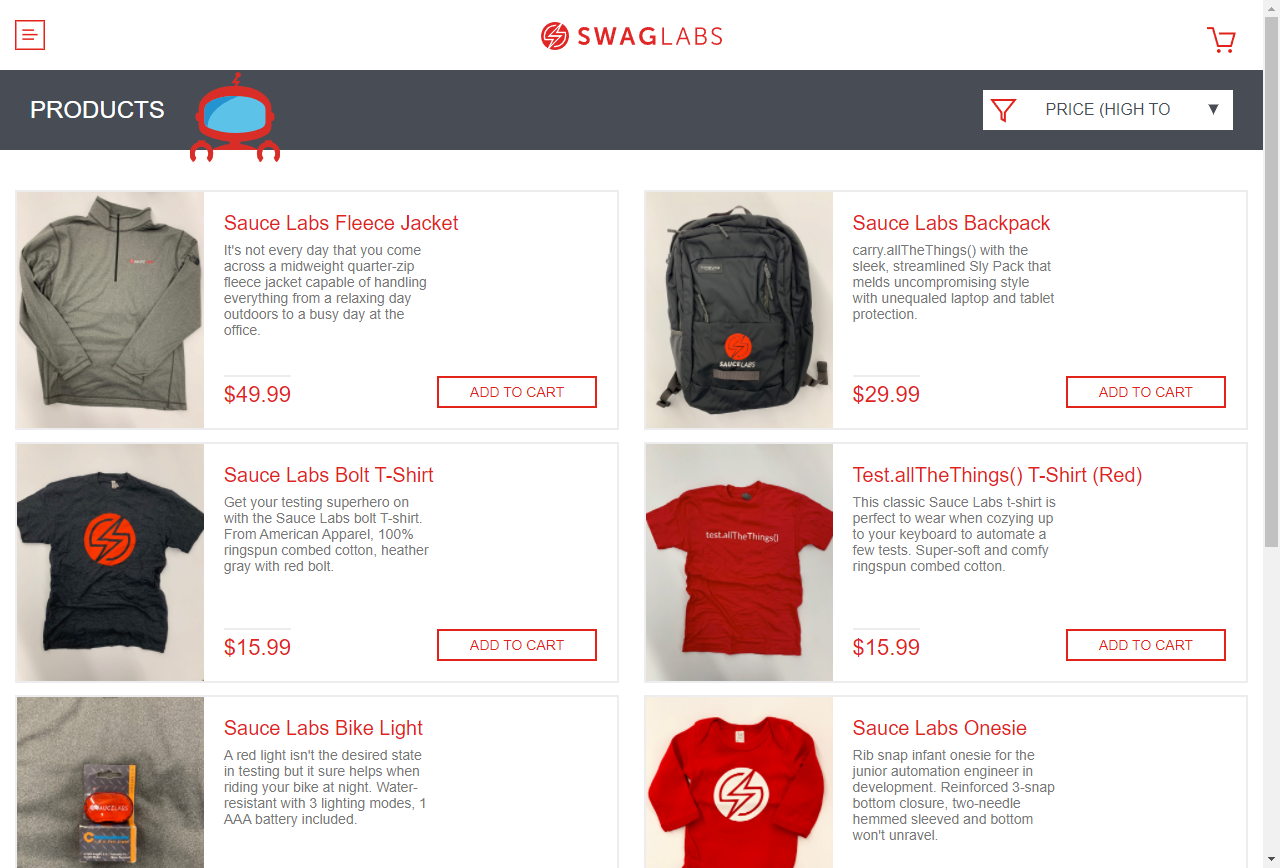 SWAGLABS
PRODUCTS
PRICE (HIGH TO
Sauce Labs Fleece Jacket
It's not every day that you come
across a midweight quarter-zip
fleece jacket capable of handling
everything from a relaxing day
outdoors to a busy day at the
office.
$49.99
ADD TO CART
Sauce Labs Backpack
carry.allTheThings() with the
sleek, streamlined Sly Pack that
melds uncompromising style
with unequaled laptop and tablet
protection.
SAUCELABS
$29.99
ADD TO CART
Sauce Labs Bolt T-Shirt
Get your testing superhero on
with the Sauce Labs bolt T-shirt.
From American Apparel, 100%
ringspun combed cotton, heather
gray with red bolt.
$15.99
ADD TO CART
test.allTheThings()
Test.allTheThings() T-Shirt (Red)
This classic Sauce Labs t-shirt is
perfect to wear when cozying up
to your keyboard to automate a
few tests. Super-soft and comfy
ringspun combed cotton.
$15.99
ADD TO CART
SAUCELABS
Sauce Labs Bike Light
A red light isn't the desired state
in testing but it sure helps when
riding your bike at night. Water-
resistant with 3 lighting modes, 1
AAA battery included.
Sauce Labs Onesie
Rib snap infant onesie for the
junior automation engineer in
development. Reinforced 3-snap
bottom closure, two-needle
hemmed sleeved and bottom
won't unravel.